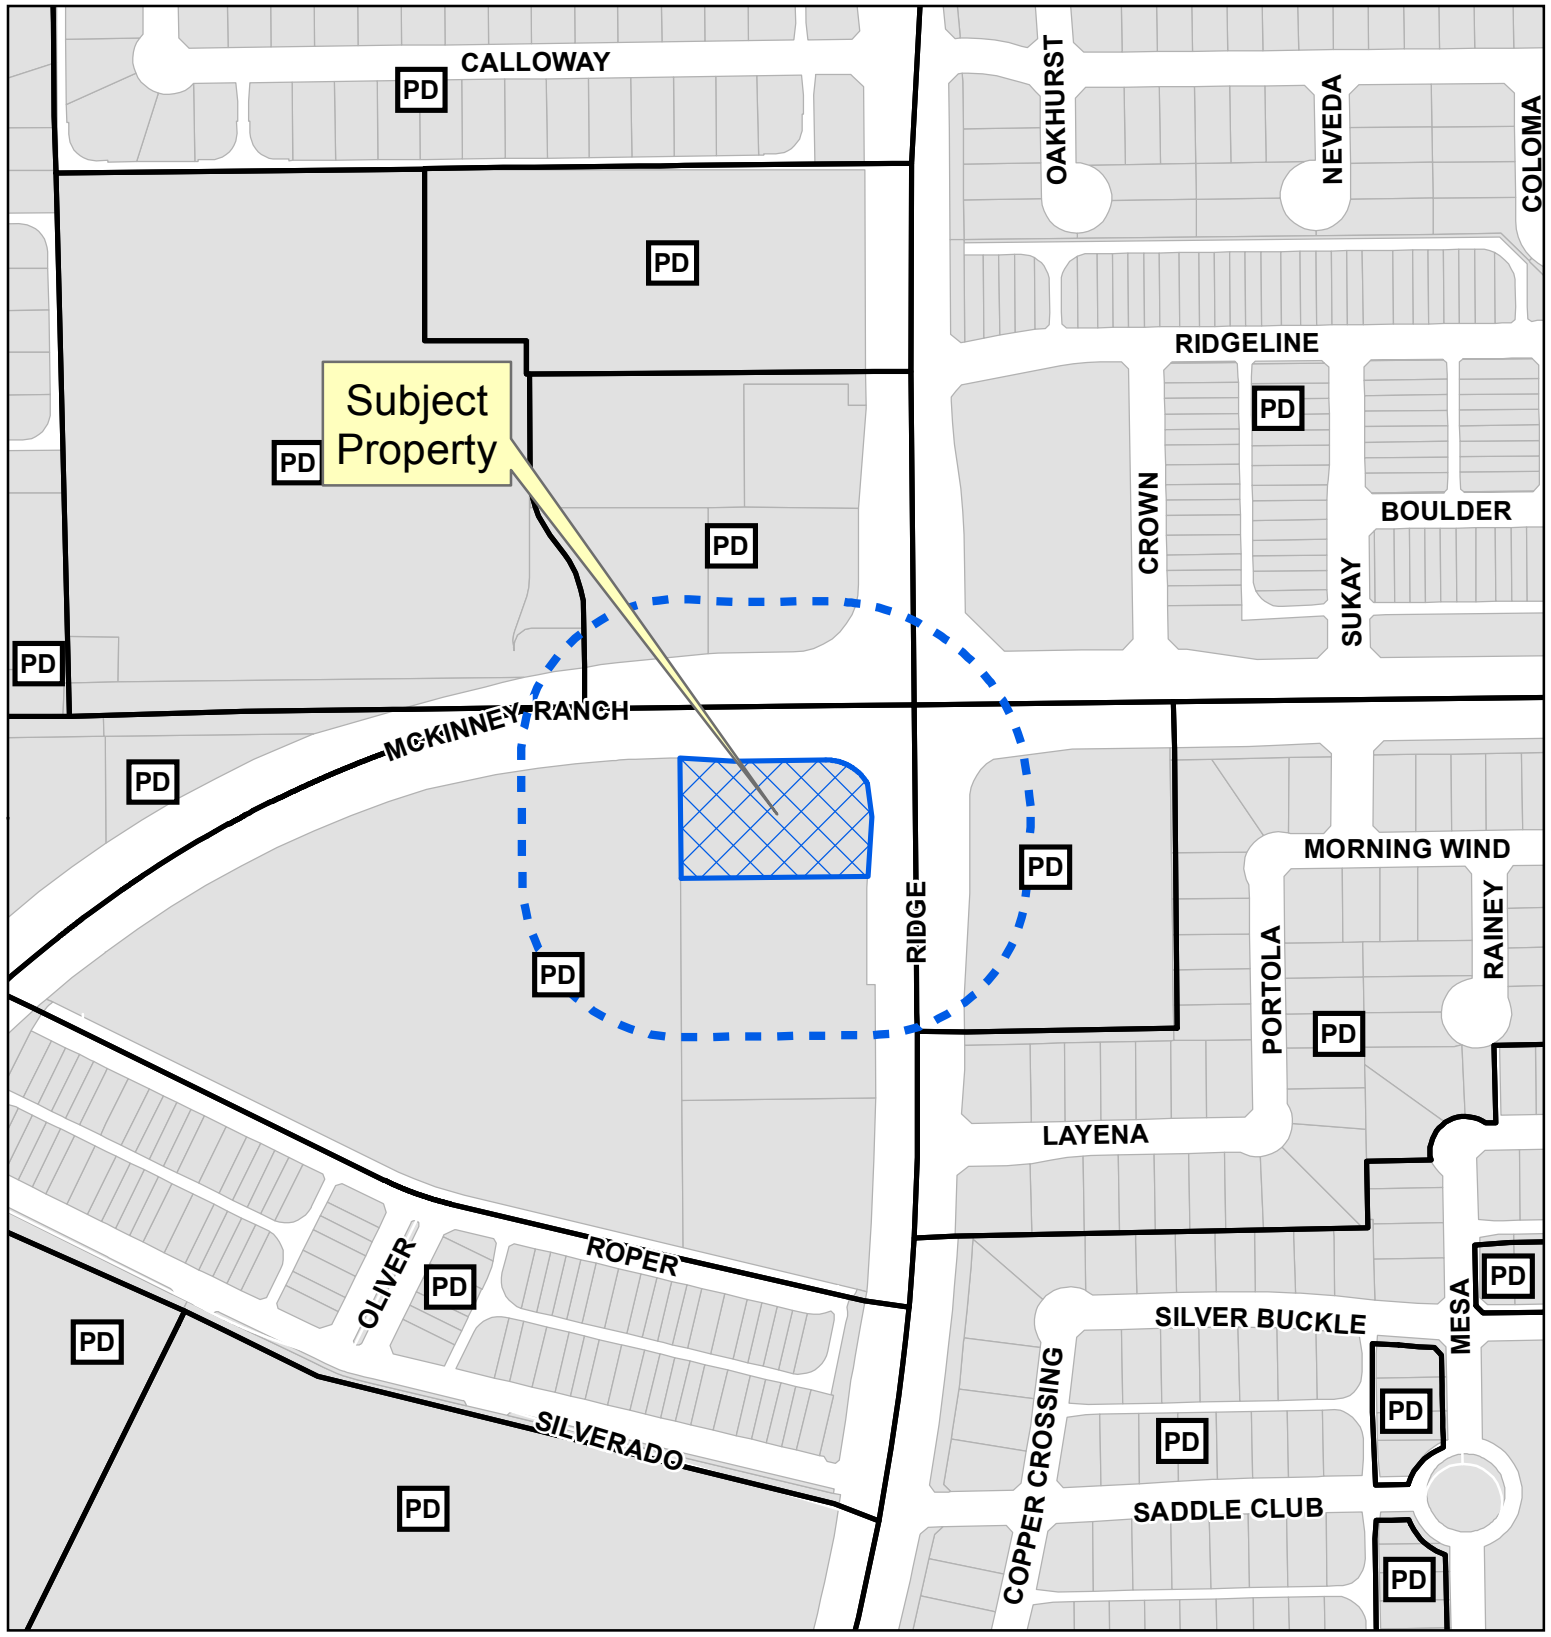 CALLOWAY
PD
OAKHURST
NEVEDA
COLOMA
PD
RIDGELINE
PD
Subject
Property
PD
PD
CROWN
BOULDER
SUKAY
PD
MCKINNEY RANCH
PD
MORNING WIND
PD
RIDGE
RAINEY
PORTOLA
PD
PD
LAYENA
ROPER
OLIVER
PD
PD
MESA
SILVER BUCKLE
PD
COPPER CROSSING
PD
PD
SILVERADO
PD
SADDLE CLUB
PD